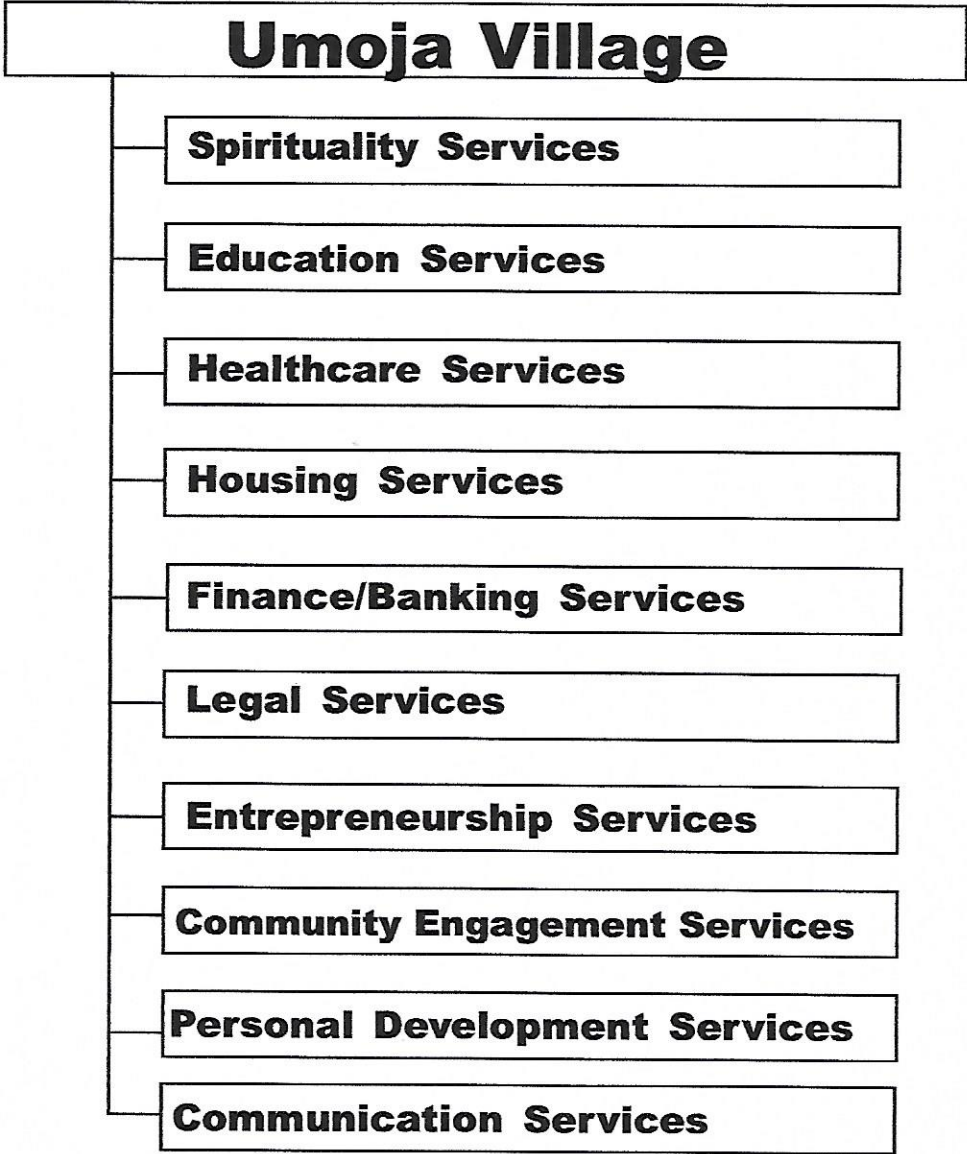 Umoja Village
Spirituality Services
Education Services
Healthcare Services
Housing Services
Finance/Banking Services
Legal Services
Entrepreneurship Services
Community Engagement Services
Personal Development Services
Communication Services